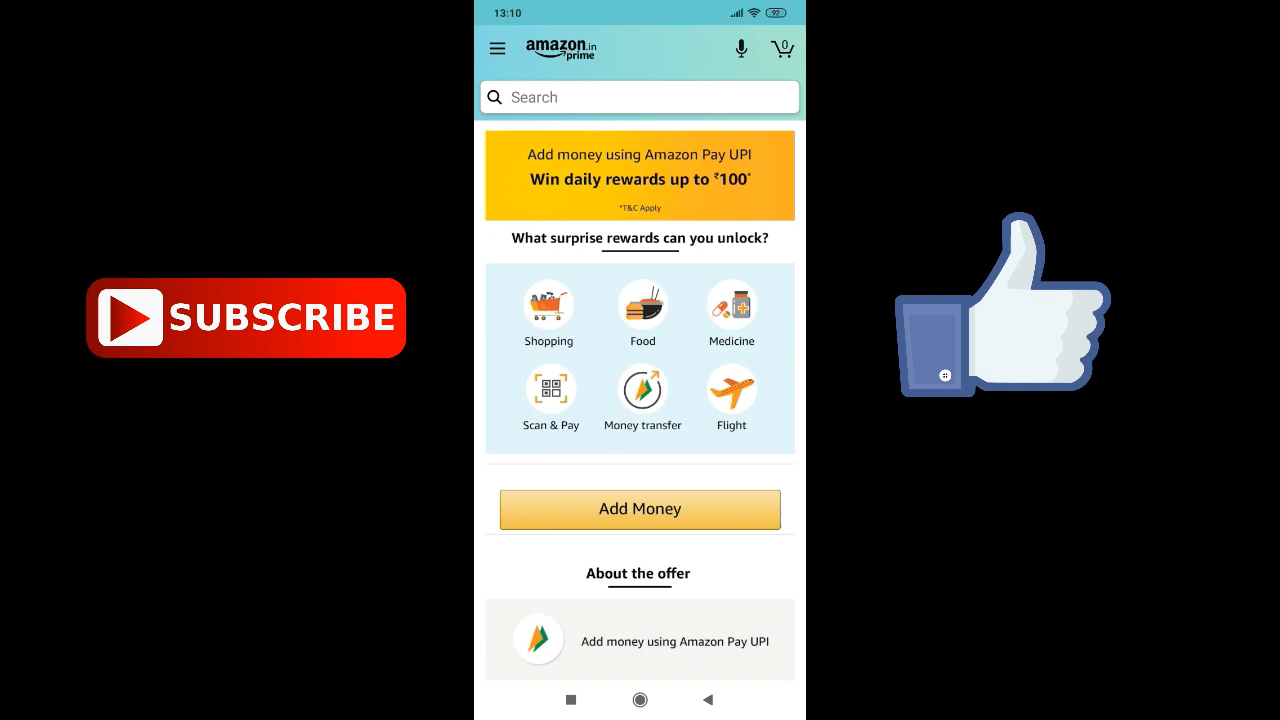 13:10
92
amazon.in
prime
0
Search
Add money using Amazon Pay UPI
Win daily rewards up to ₹100*
*T&C Apply
What surprise rewards can you unlock?
Shopping Food Medicine
Scan & Pay Money transfer Flight
SUBSCRIBE
Add Money
About the offer
Add money using Amazon Pay UPI